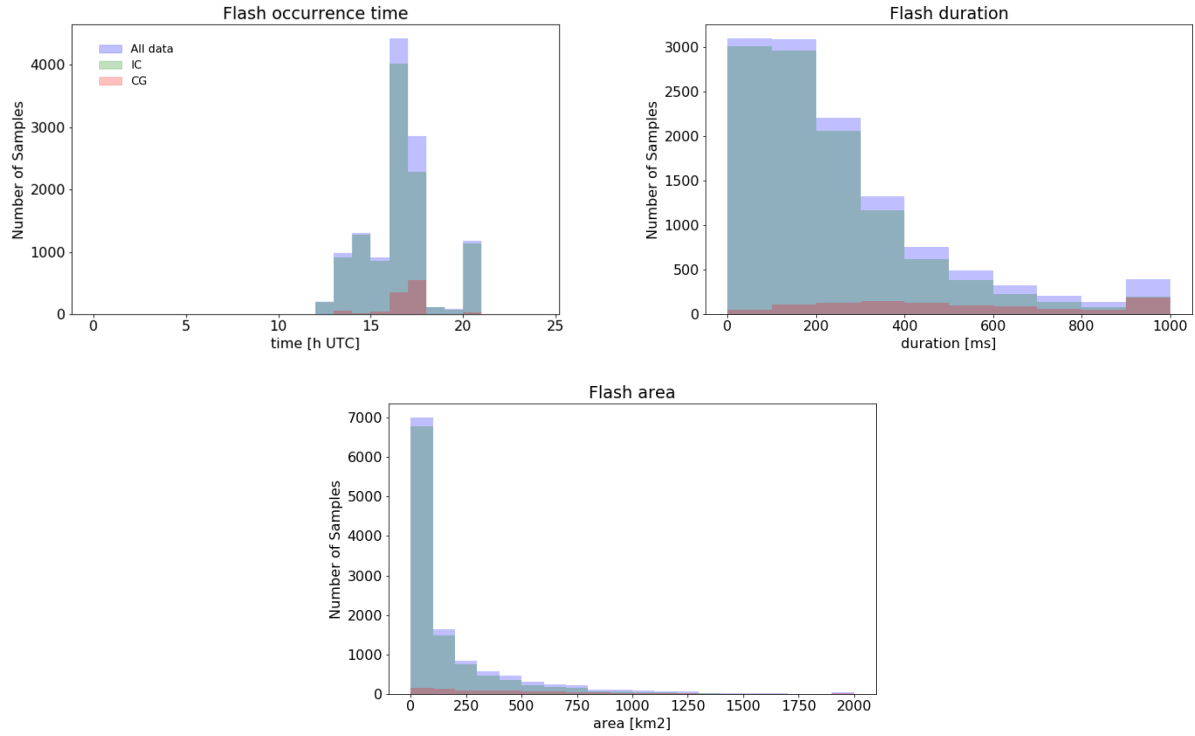 Flash occurrence time
Number of Samples
4000
3000
2000
1000
0
All data
IC
CG
0 5 10 15 20 25
time [h UTC]
Flash duration
Number of Samples
3000
2500
2000
1500
1000
500
0
0 200 400 600 800 1000
duration [ms]
Flash area
Number of Samples
7000
6000
5000
4000
3000
2000
1000
0
0 250 500 750 1000 1250 1500 1750 2000
area [km2]